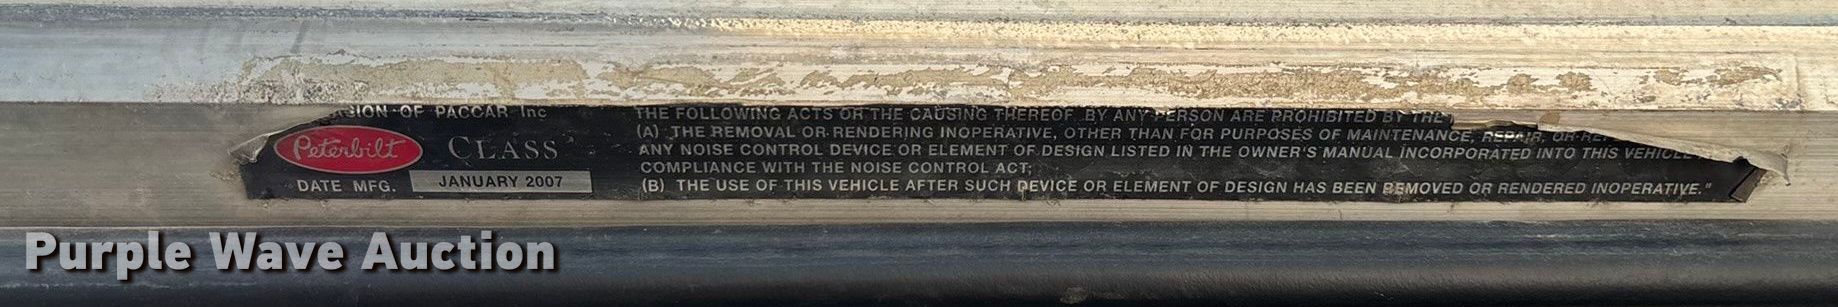 SION OF PACCAR Inc
Peterbilt CLASS
DATE MFG. JANUARY 2007
THE FOLLOWING ACTS OR THE CAUSING THEREOF BY ANY PERSON ARE PROHIBITED BY THE
(A) THE REMOVAL OR RENDERING INOPERATIVE, OTHER THAN FOR PURPOSES OF MAINTENANCE, REPAIR, OR RE
ANY NOISE CONTROL DEVICE OR ELEMENT OF DESIGN LISTED IN THE OWNER'S MANUAL INCORPORATED INTO THIS VEHICLE
COMPLIANCE WITH THE NOISE CONTROL ACT;
(B) THE USE OF THIS VEHICLE AFTER SUCH DEVICE OR ELEMENT OF DESIGN HAS BEEN REMOVED OR RENDERED INOPERATIVE."
Purple Wave Auction